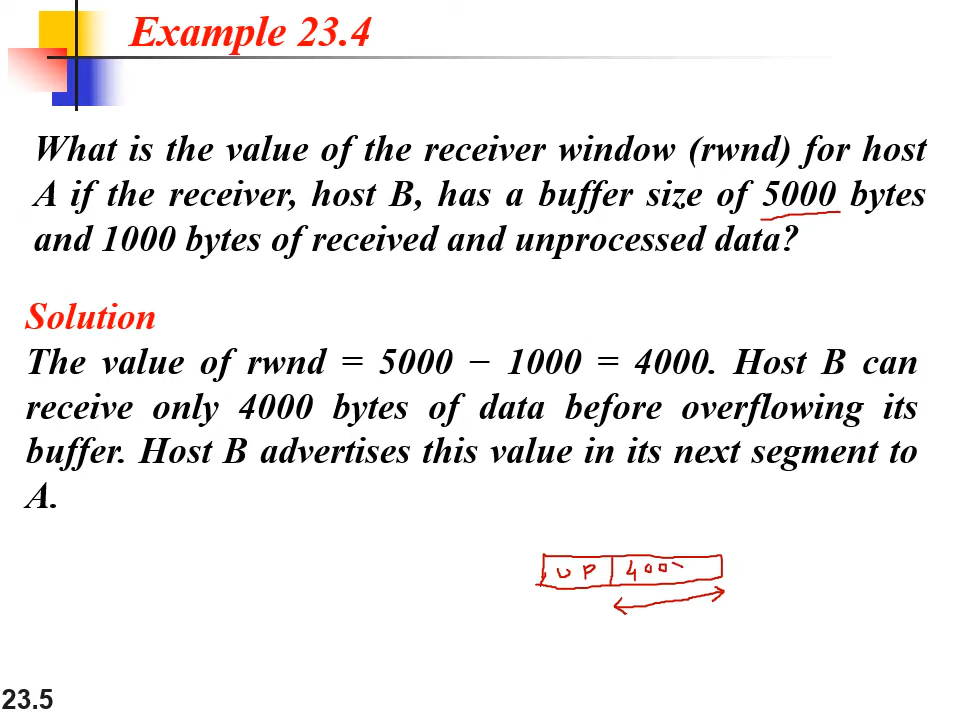 Example 23.4
What is the value of the receiver window (rwnd) for host
A if the receiver, host B, has a buffer size of 5000 bytes
and 1000 bytes of received and unprocessed data?
Solution
The value of rwnd = 5000 − 1000 = 4000. Host B can
receive only 4000 bytes of data before overflowing its
buffer. Host B advertises this value in its next segment to
A.
UP 4000
23.5